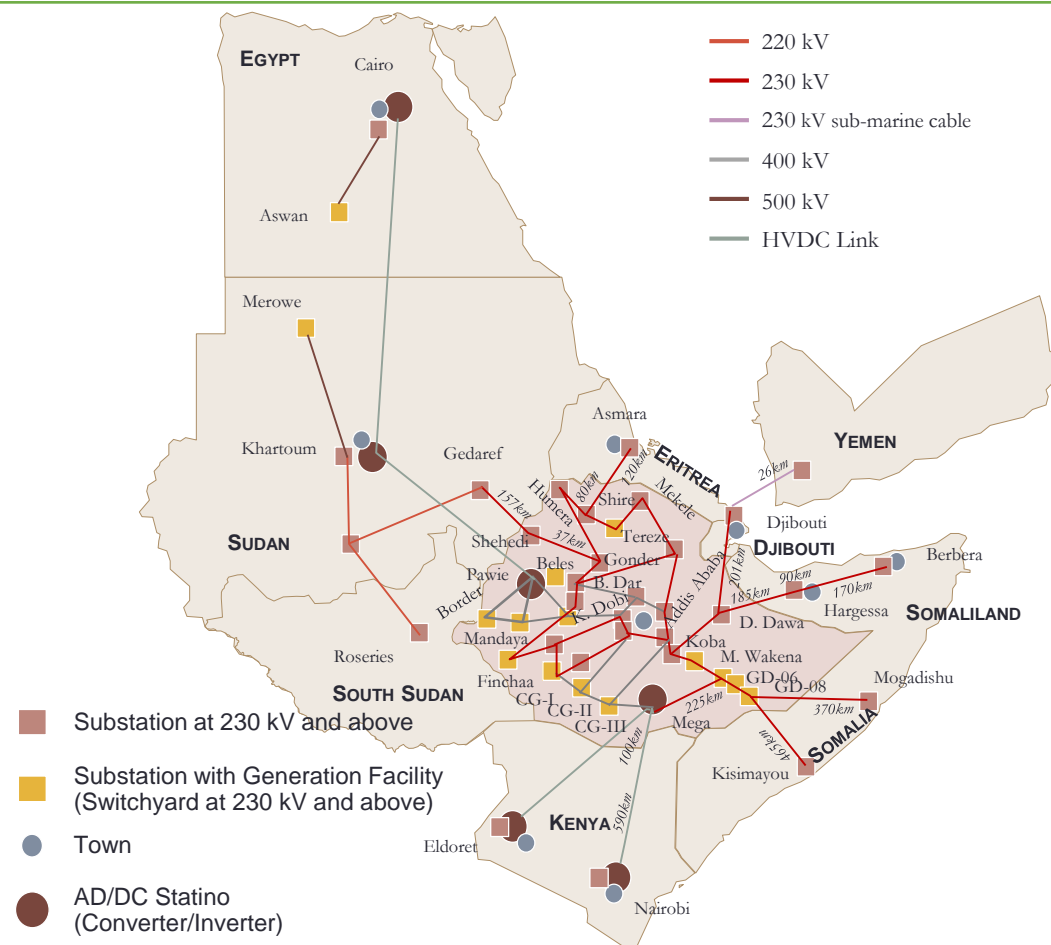 EGYPT
Cairo
Aswan
220 kV
230 kV
230 kV sub-marine cable
400 kV
500 kV
HVDC Link
Merowe
Khartoum
Gedaref
SUDAN
Roseries
SOUTH SUDAN
Asmara
ERITREA
YEMEN
26km
Djibouti
DJIBOUTI
Berbera
Hargessa
SOMALILAND
120km
80km
Humera
Shire
Mekele
157km
37km
Shehedi
Tereze
Gonder
Pawie
Beles
B. Dar
Border
K. Dobi
Addis Ababa
201km
185km
90km
170km
D. Dawa
Mandaya
Koba
M. Wakena
Finchaa
GD-06
GD-08
Mogadishu
CG-I
CG-II
CG-III
Mega
225km
370km
SOMALIA
465km
Kisimayou
100km
590km
KENYA
Eldoret
Nairobi
Substation at 230 kV and above
Substation with Generation Facility
(Switchyard at 230 kV and above)
Town
AD/DC Statino
(Converter/Inverter)